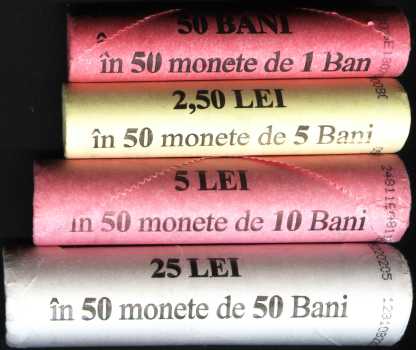 50 BANI
în 50 monete de 1 Ban
2,50 LEI
în 50 monete de 5 Bani
5 LEI
în 50 monete de 10 Bani
25 LEI
în 50 monete de 50 Bani